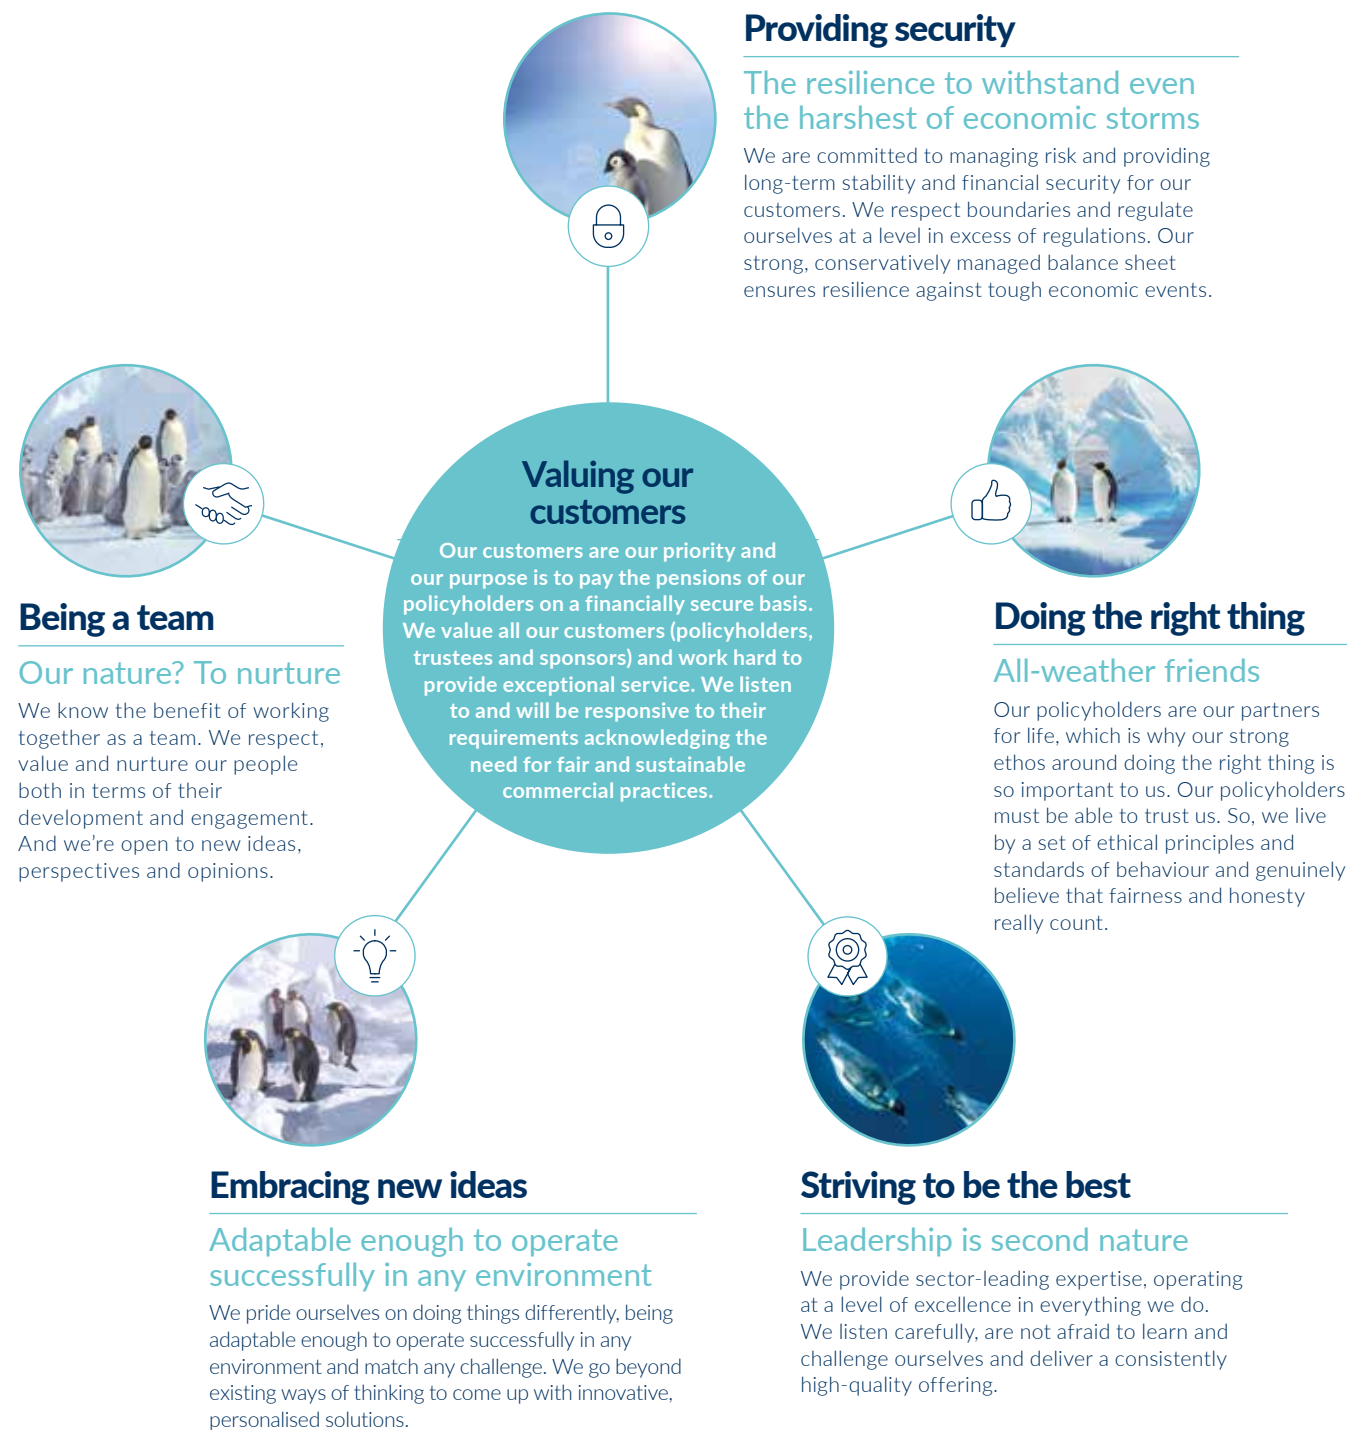 Providing security
The resilience to withstand even
the harshest of economic storms
We are committed to managing risk and providing
long-term stability and financial security for our
customers. We respect boundaries and regulate
ourselves at a level in excess of regulations. Our
strong, conservatively managed balance sheet
ensures resilience against tough economic events.
Valuing our
customers
Our customers are our priority and
our purpose is to pay the pensions of our
policyholders on a financially secure basis.
We value all our customers (policyholders,
trustees and sponsors) and work hard to
provide exceptional service. We listen
to and will be responsive to their
requirements acknowledging the
need for fair and sustainable
commercial practices.
Being a team
Our nature? To nurture
We know the benefit of working
together as a team. We respect,
value and nurture our people
both in terms of their
development and engagement.
And we're open to new ideas,
perspectives and opinions.
Doing the right thing
All-weather friends
Our policyholders are our partners
for life, which is why our strong
ethos around doing the right thing is
so important to us. Our policyholders
must be able to trust us. So, we live
by a set of ethical principles and
standards of behaviour and genuinely
believe that fairness and honesty
really count.
Embracing new ideas
Adaptable enough to operate
successfully in any environment
We pride ourselves on doing things differently, being
adaptable enough to operate successfully in any
environment and match any challenge. We go beyond
existing ways of thinking to come up with innovative,
personalised solutions.
Striving to be the best
Leadership is second nature
We provide sector-leading expertise, operating
at a level of excellence in everything we do.
We listen carefully, are not afraid to learn and
challenge ourselves and deliver a consistently
high-quality offering.